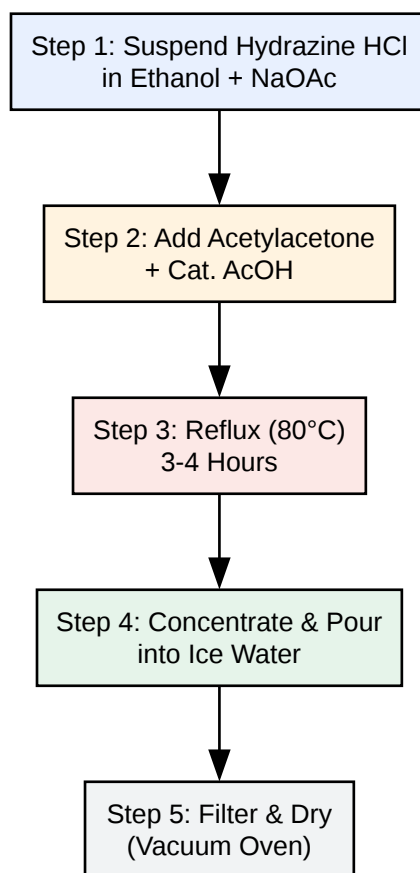 Step 1: Suspend Hydrazine HCl
in Ethanol + NaOAc
Step 2: Add Acetylacetone
+ Cat. AcOH
Step 3: Reflux (80°C)
3-4 Hours
Step 4: Concentrate & Pour
into Ice Water
Step 5: Filter & Dry
(Vacuum Oven)